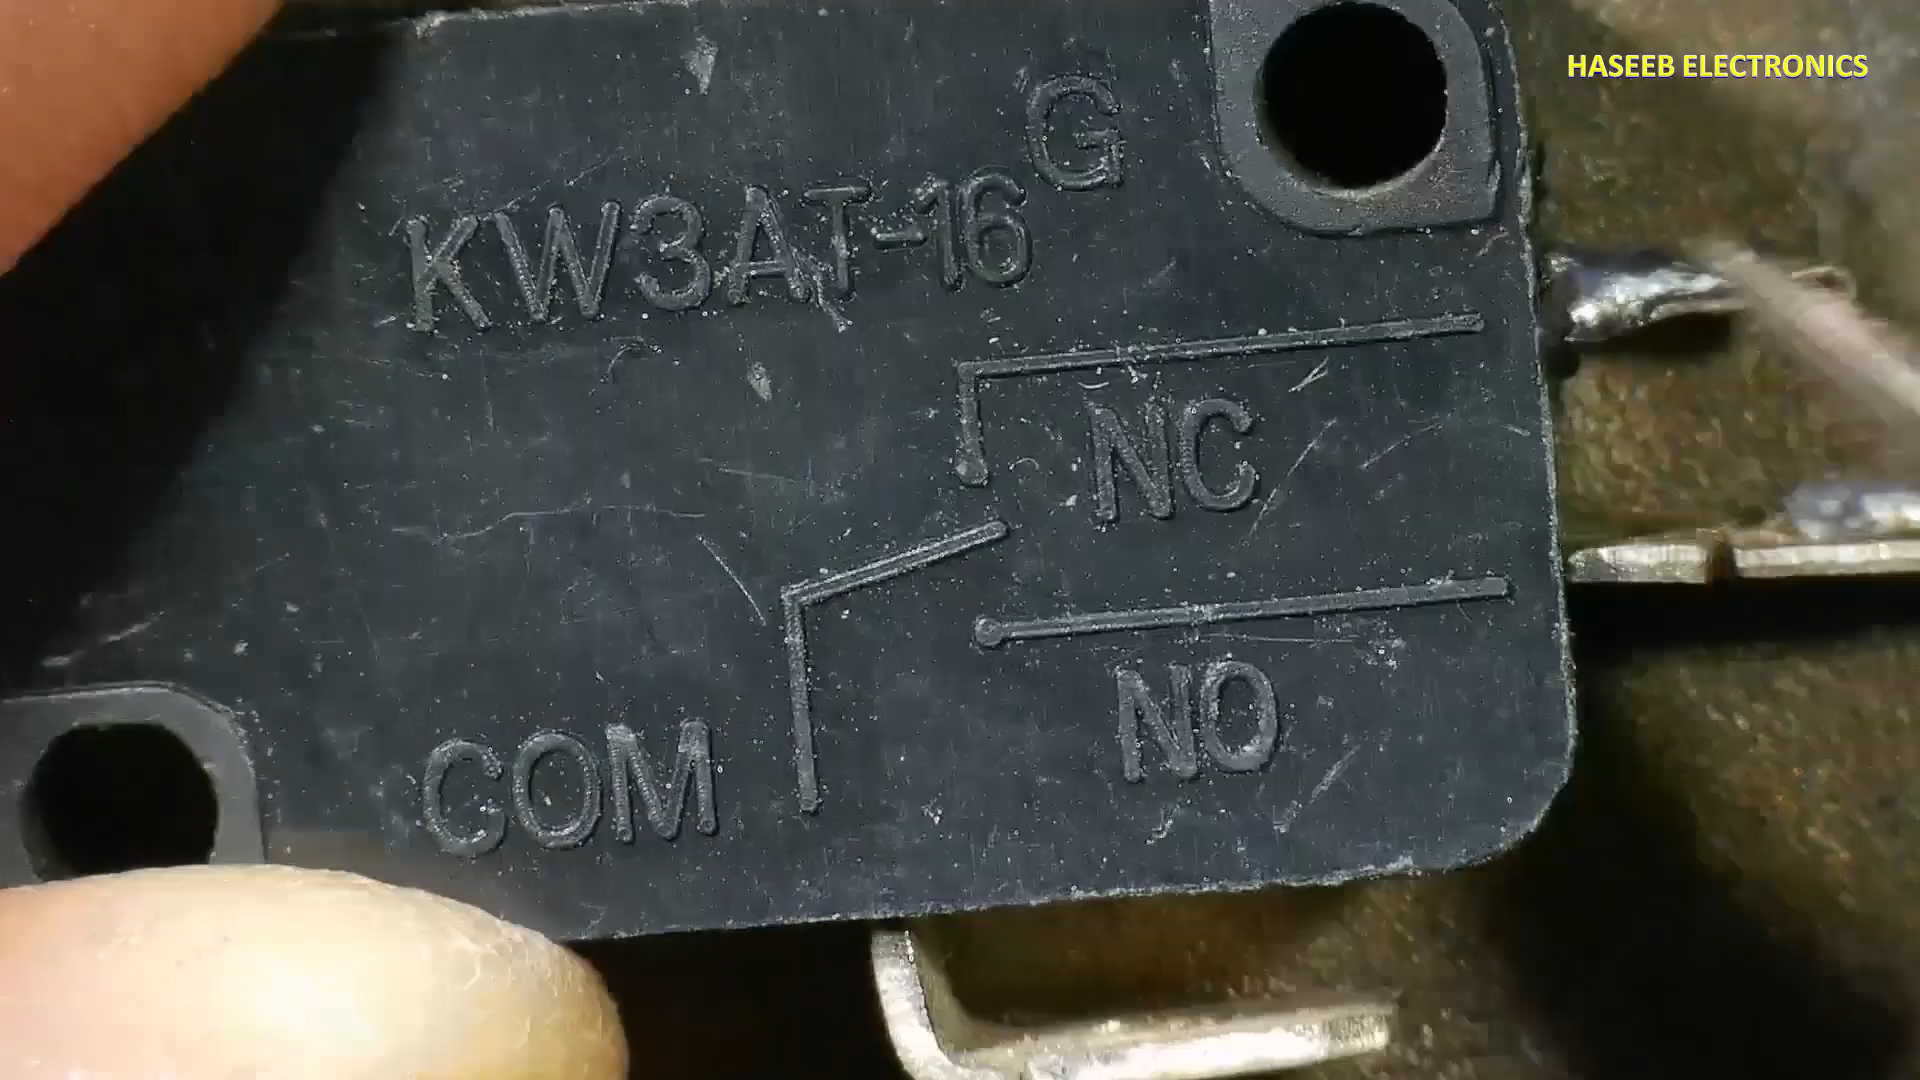 HASEEB ELECTRONICS
G
KW3AT-16
NC
NO
COM